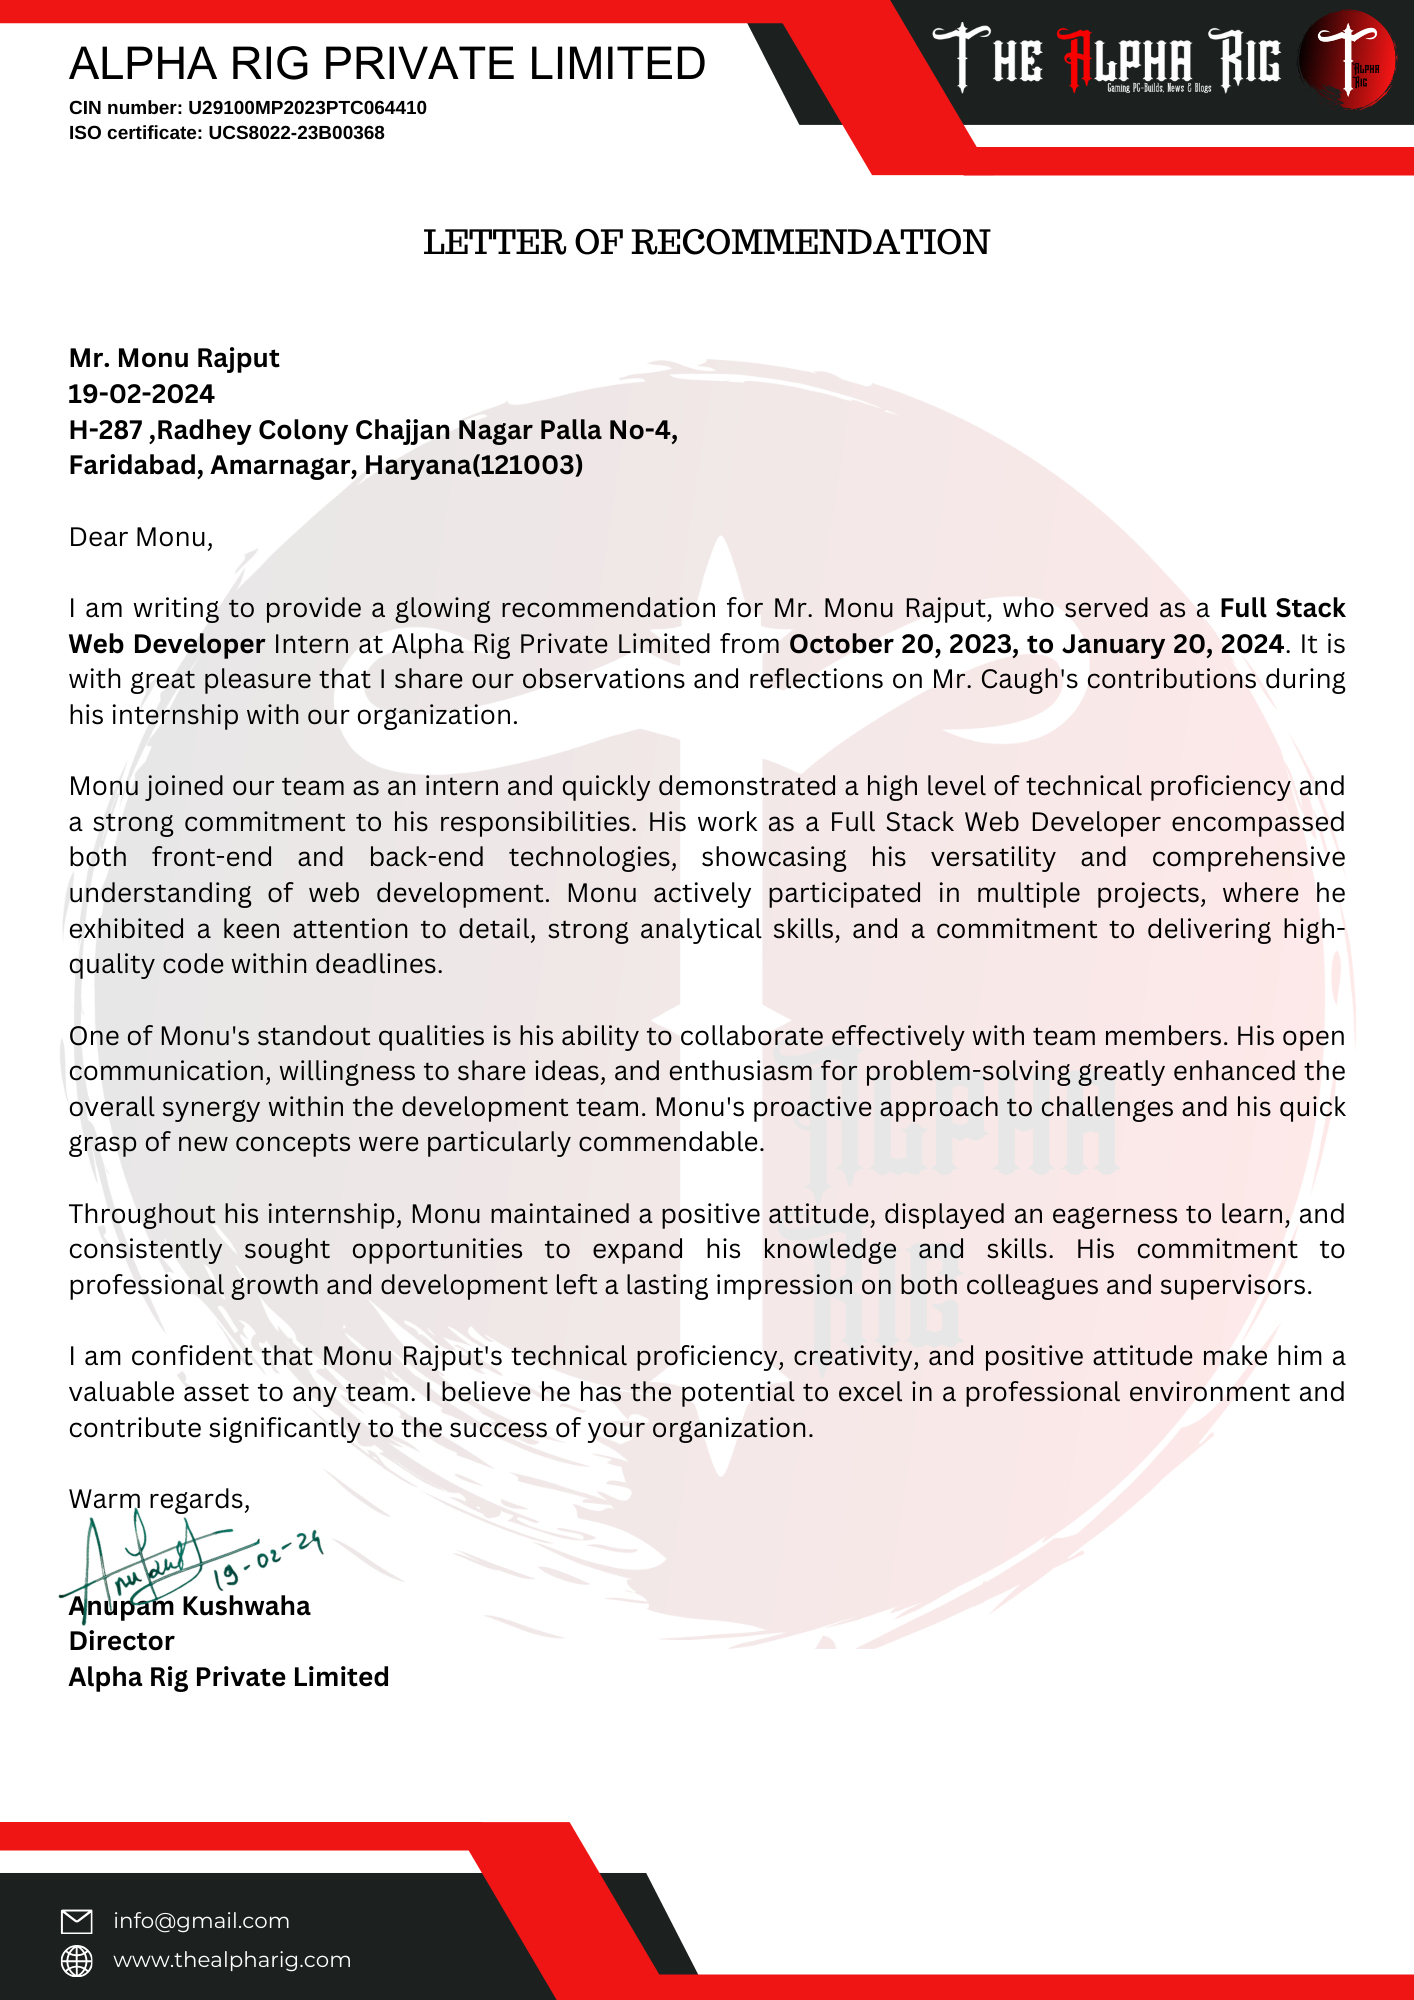 ALPHA RIG PRIVATE LIMITED
CIN number: U29100MP2023PTC064410
ISO certificate: UCS8022-23B00368
THE ALPHA RIG
Gaming PC-Builds, News & Blogs
T
ALPHA
RIG
LETTER OF RECOMMENDATION
Mr. Monu Rajput
19-02-2024
H-287 ,Radhey Colony Chajjan Nagar Palla No-4,
Faridabad, Amarnagar, Haryana(121003)
Dear Monu,
I am writing to provide a glowing recommendation for Mr. Monu Rajput, who served as a Full Stack
Web Developer Intern at Alpha Rig Private Limited from October 20, 2023, to January 20, 2024. It is
with great pleasure that I share our observations and reflections on Mr. Caugh's contributions during
his internship with our organization.
Monu joined our team as an intern and quickly demonstrated a high level of technical proficiency and
a strong commitment to his responsibilities. His work as a Full Stack Web Developer encompassed
both front-end and back-end technologies, showcasing his versatility and comprehensive
understanding of web development. Monu actively participated in multiple projects, where he
exhibited a keen attention to detail, strong analytical skills, and a commitment to delivering high-
quality code within deadlines.
One of Monu's standout qualities is his ability to collaborate effectively with team members. His open
communication, willingness to share ideas, and enthusiasm for problem-solving greatly enhanced the
overall synergy within the development team. Monu's proactive approach to challenges and his quick
grasp of new concepts were particularly commendable.
Throughout his internship, Monu maintained a positive attitude, displayed an eagerness to learn, and
consistently sought opportunities to expand his knowledge and skills. His commitment to
professional growth and development left a lasting impression on both colleagues and supervisors.
I am confident that Monu Rajput's technical proficiency, creativity, and positive attitude make him a
valuable asset to any team. I believe he has the potential to excel in a professional environment and
contribute significantly to the success of your organization.
ALPHA
RIG
Warm regards,
19-02-24
Anupam Kushwaha
Director
Alpha Rig Private Limited
info@gmail.com
www.thealpharig.com